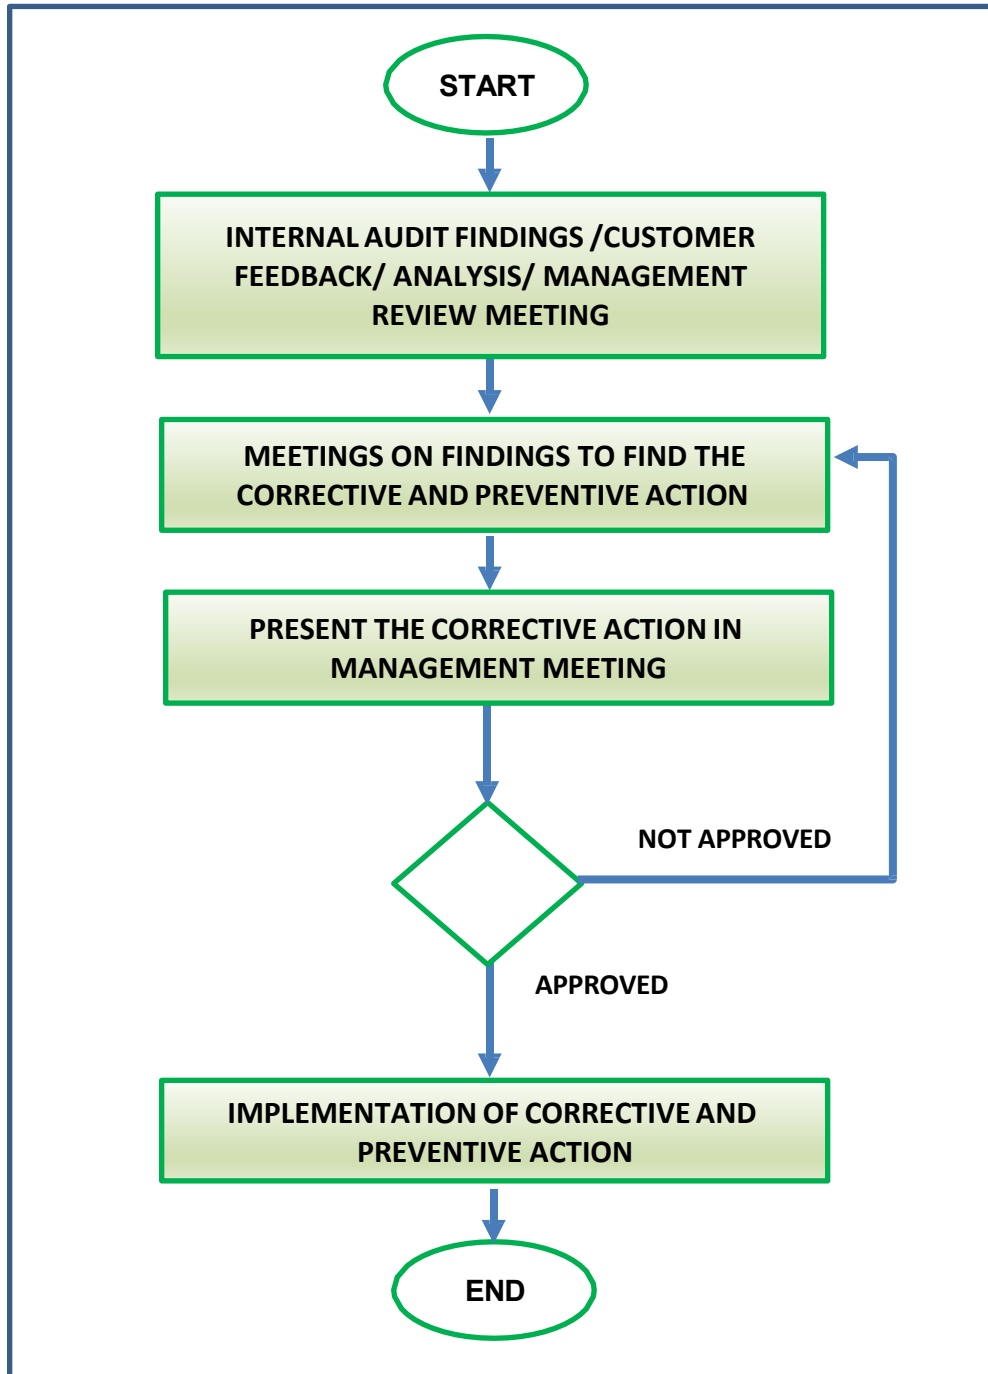 START
INTERNAL AUDIT FINDINGS /CUSTOMER
FEEDBACK/ ANALYSIS/ MANAGEMENT
REVIEW MEETING
MEETINGS ON FINDINGS TO FIND THE
CORRECTIVE AND PREVENTIVE ACTION
PRESENT THE CORRECTIVE ACTION IN
MANAGEMENT MEETING
NOT APPROVED
APPROVED
IMPLEMENTATION OF CORRECTIVE AND
PREVENTIVE ACTION
END